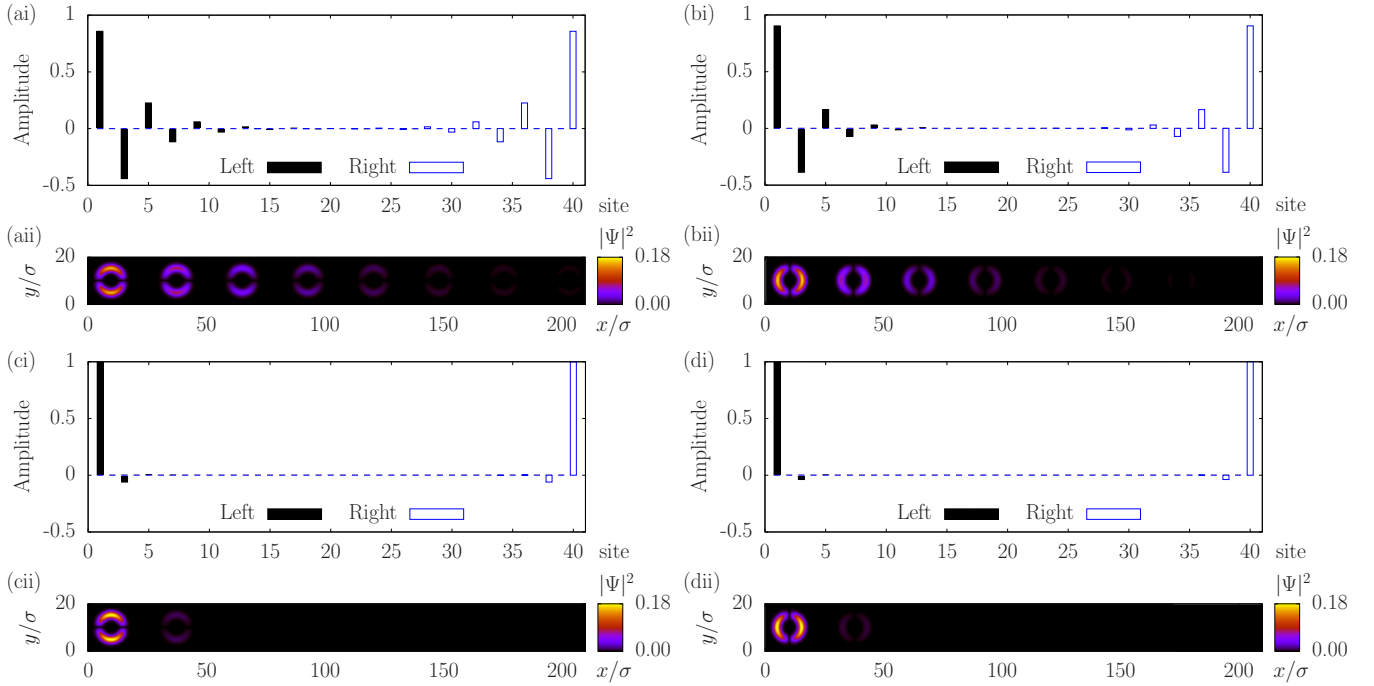 (ai)
1
0.5
0
-0.5
Amplitude
Left Right
0 5 10 15 20 25 30 35 40 site
(aii)
20
0
y/σ
|Ψ|²
0.18
0.00
0 50 100 150 200 x/σ
(bi)
1
0.5
0
-0.5
Amplitude
Left Right
0 5 10 15 20 25 30 35 40 site
(bii)
20
0
y/σ
|Ψ|²
0.18
0.00
0 50 100 150 200 x/σ
(ci)
1
0.5
0
-0.5
Amplitude
Left Right
0 5 10 15 20 25 30 35 40 site
(cii)
20
0
y/σ
|Ψ|²
0.18
0.00
0 50 100 150 200 x/σ
(di)
1
0.5
0
-0.5
Amplitude
Left Right
0 5 10 15 20 25 30 35 40 site
(dii)
20
0
y/σ
|Ψ|²
0.18
0.00
0 50 100 150 200 x/σ